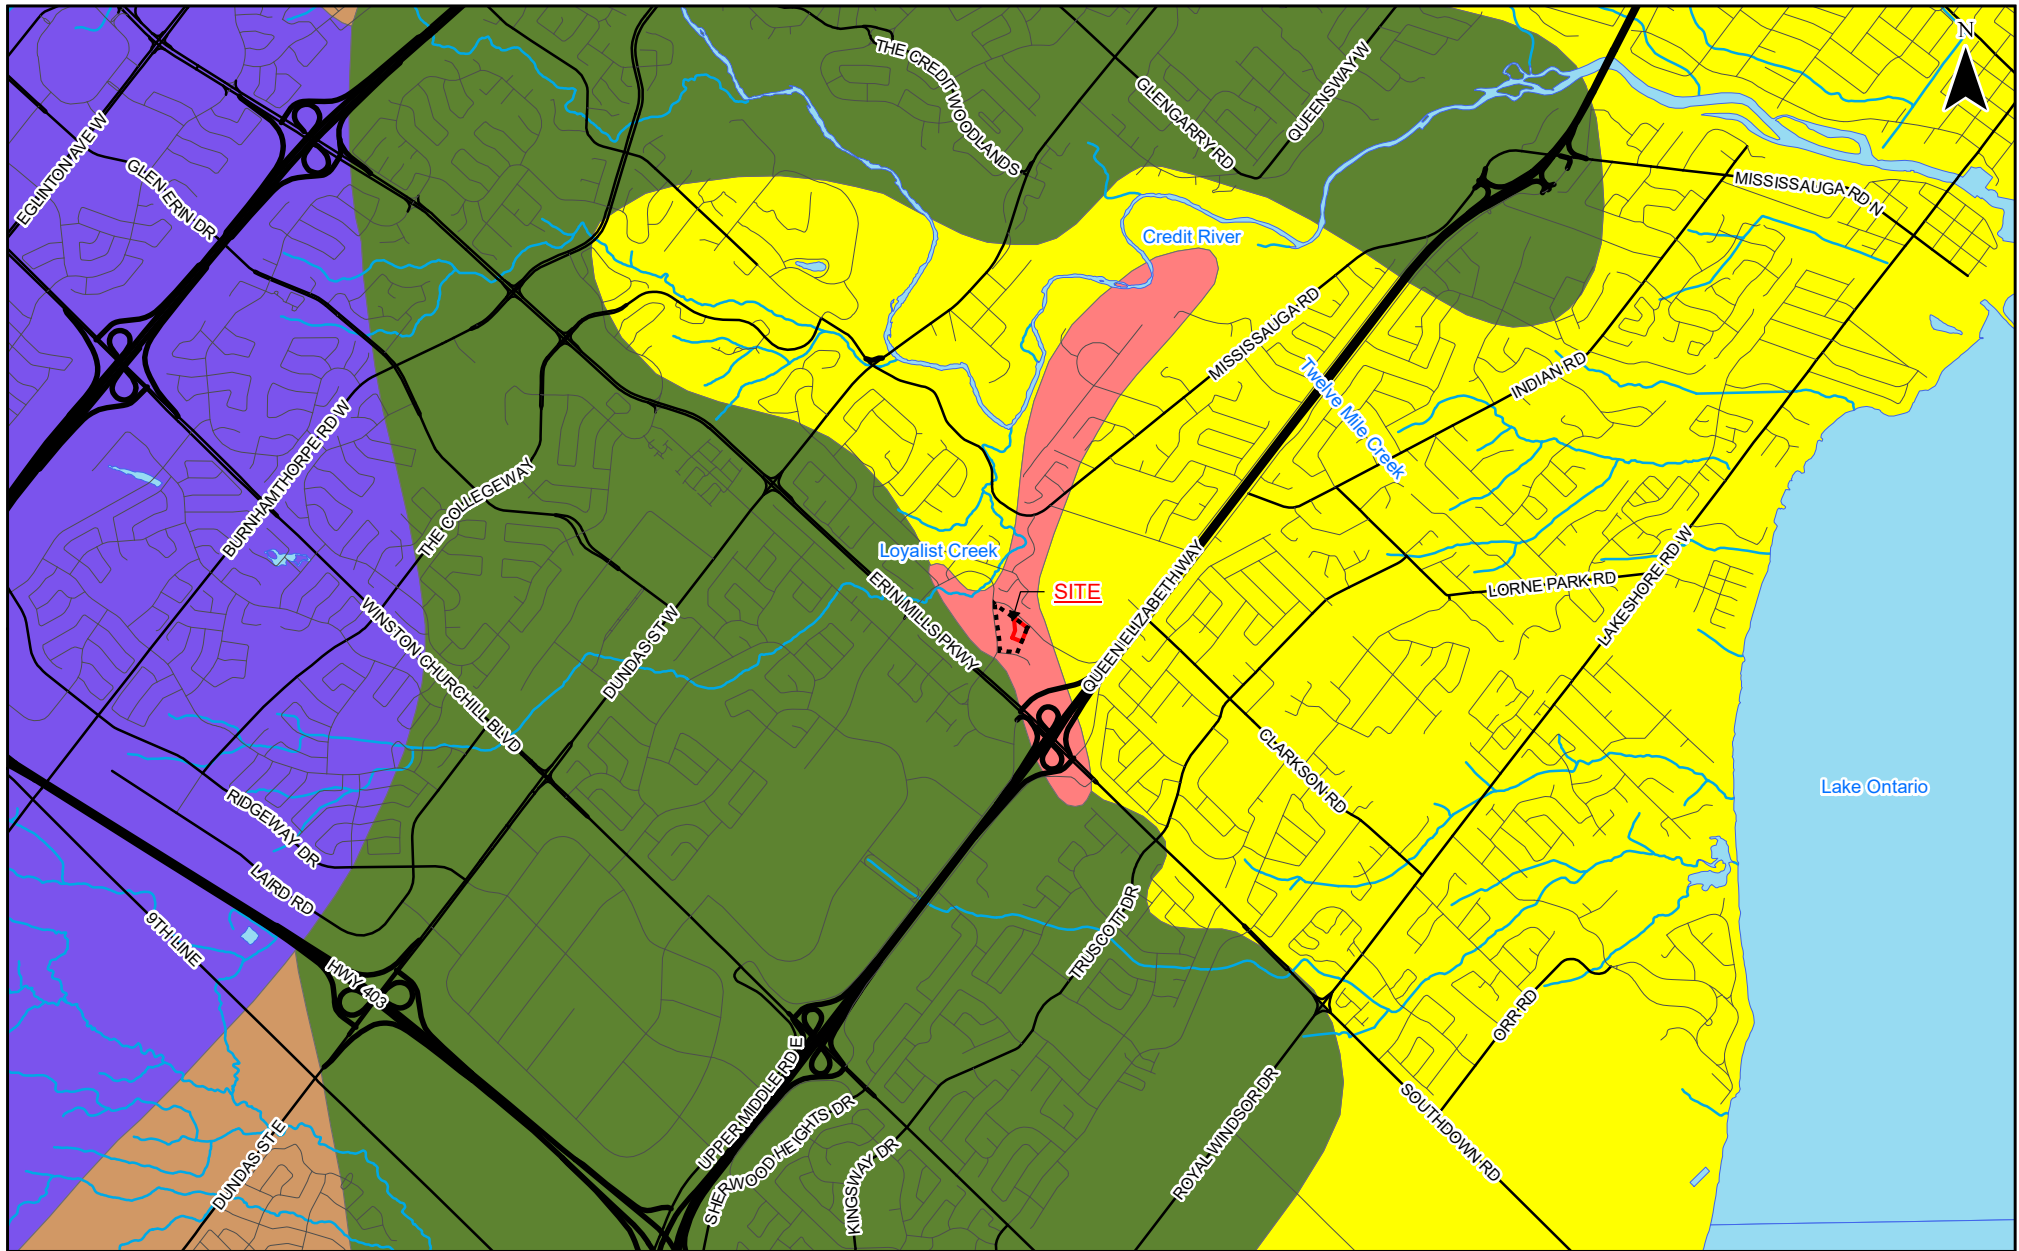 N
THE CREDIT WOODLANDS
GLENGARRY RD
QUEENSWAY W
EGLINTON AVE W
GLEN ERIN DR
MISSISSAUGA RD N
Credit River
MISSISSAUGA RD
Twelve Mile Creek
INDIAN RD
BURNHAMTHORPE RD W
THE COLLEGEWAY
Loyalist Creek
ERIN MILLS PKWY
SITE
QUEEN ELIZABETH WAY
LORNE PARK RD
LAKESHORE RD W
WINSTON CHURCHILL BLVD
DUNDAS ST W
CLARKSON RD
Lake Ontario
RIDGEWAY DR
LAIRD RD
9TH LINE
HWY 403
TRUSCOTT DR
ORR RD
UPPER MIDDLE RD E
SHERWOOD HEIGHTS DR
KINGSWAY DR
ROYAL WINDSOR DR
SOUTHDOWN RD
DUNDAS ST E